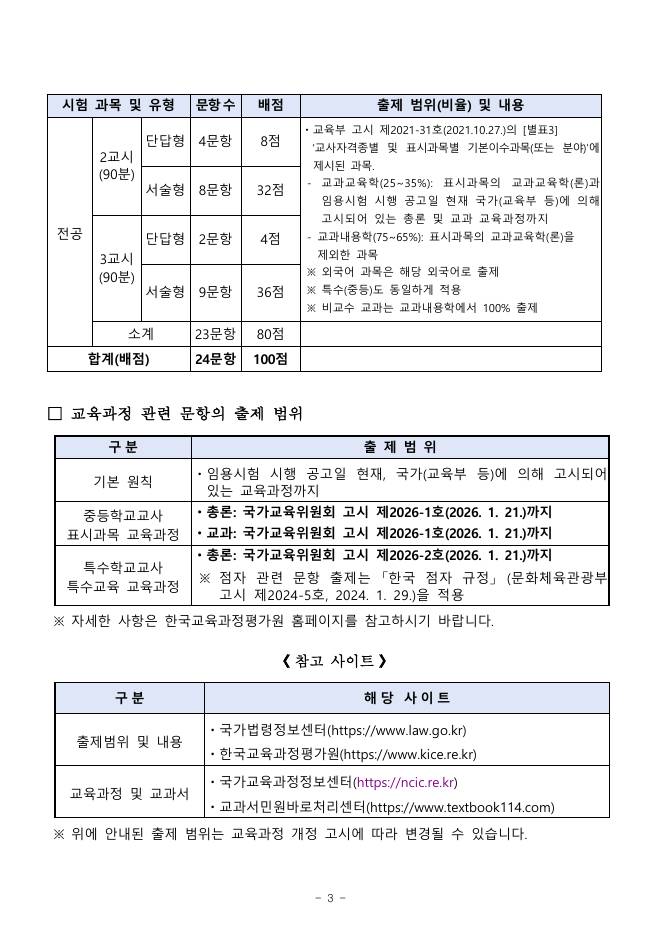 시험 과목 및 유형 문항수 배점 출제 범위(비율) 및 내용
전공
2교시
(90분)
단답형 4문항 8점
서술형 8문항 32점
3교시
(90분)
단답형 2문항 4점
서술형 9문항 36점
・교육부 고시 제2021-31호(2021.10.27.)의 [별표3]
'교사자격종별 및 표시과목별 기본이수과목(또는 분야)'에
제시된 과목.
- 교과교육학(25~35%): 표시과목의 교과교육학(론)과
임용시험 시행 공고일 현재 국가(교육부 등)에 의해
고시되어 있는 총론 및 교과 교육과정까지
- 교과내용학(75~65%): 표시과목의 교과교육학(론)을
제외한 과목
※ 외국어 과목은 해당 외국어로 출제
※ 특수(중등)도 동일하게 적용
※ 비교수 교과는 교과내용학에서 100% 출제
소계 23문항 80점
합계(배점) 24문항 100점
□ 교육과정 관련 문항의 출제 범위
구분 출 제 범 위
기본 원칙
・임용시험 시행 공고일 현재, 국가(교육부 등)에 의해 고시되어
있는 교육과정까지
중등학교교사
표시과목 교육과정
・총론: 국가교육위원회 고시 제2026-1호(2026. 1. 21.)까지
・교과: 국가교육위원회 고시 제2026-1호(2026. 1. 21.)까지
특수학교교사
특수교육 교육과정
・총론: 국가교육위원회 고시 제2026-2호(2026. 1. 21.)까지
※ 점자 관련 문항 출제는「한국 점자 규정」(문화체육관광부
고시 제2024-5호, 2024. 1. 29.)을 적용
※ 자세한 사항은 한국교육과정평가원 홈페이지를 참고하시기 바랍니다.
《 참고 사이트 》
구분 해당 사이트
출제범위 및 내용
・국가법령정보센터(https://www.law.go.kr)
・한국교육과정평가원(https://www.kice.re.kr)
교육과정 및 교과서
・국가교육과정정보센터(https://ncic.re.kr)
・교과서민원바로처리센터(https://www.textbook114.com)
※ 위에 안내된 출제 범위는 교육과정 개정 고시에 따라 변경될 수 있습니다.
- 3 -